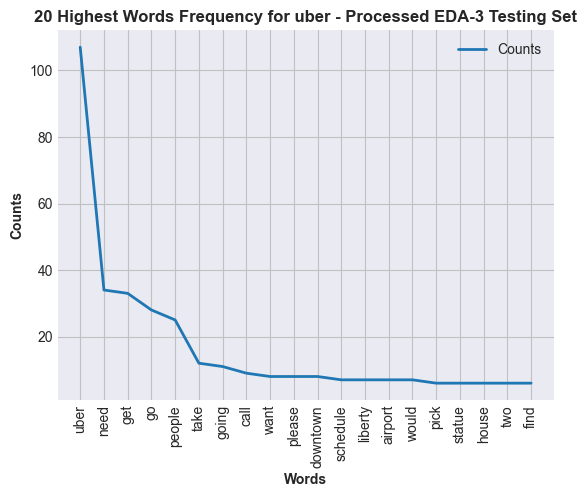 20 Highest Words Frequency for uber - Processed EDA-3 Testing Set
Counts
100
80
60
40
20
Counts
uber
need
get
go
people
take
going
call
want
please
downtown
schedule
liberty
airport
would
pick
statue
house
two
find
Words